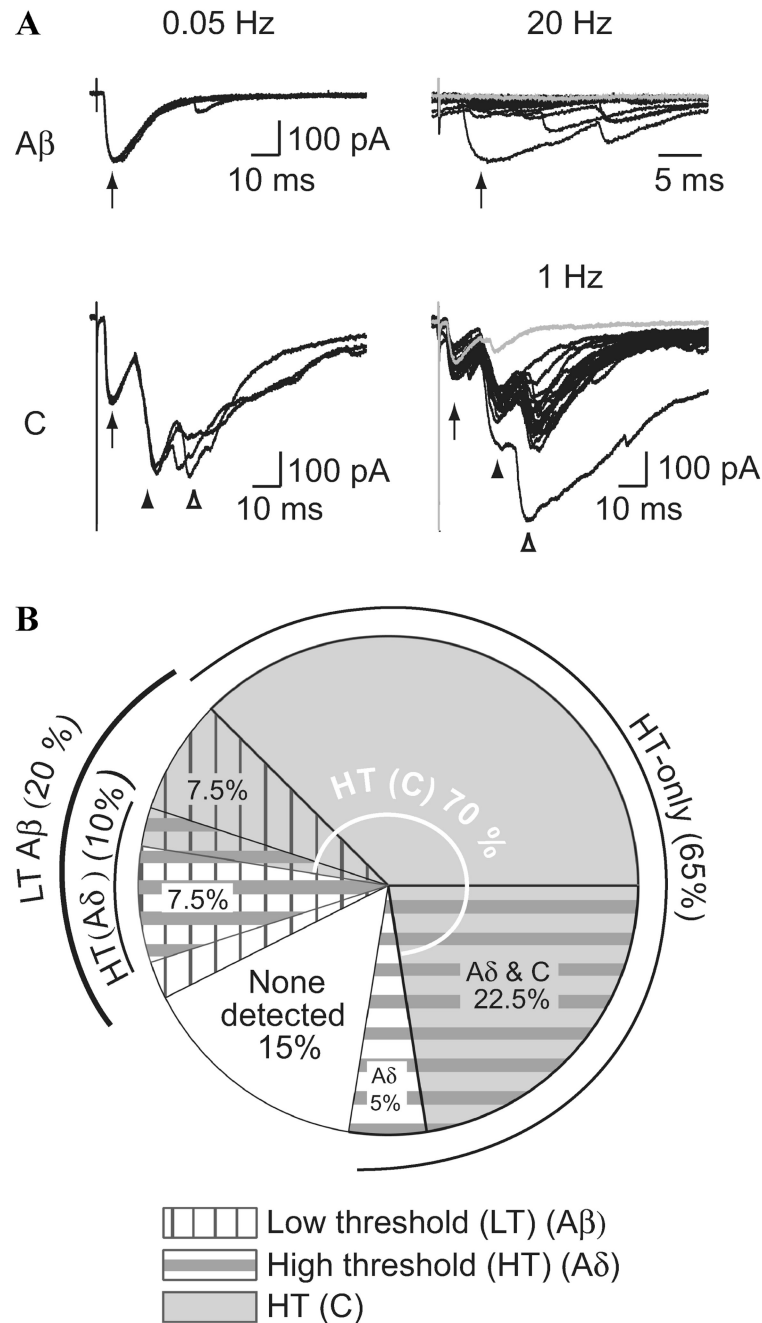 A
0.05 Hz
20 Hz
Aβ
100 pA
10 ms
5 ms
1 Hz
C
100 pA
10 ms
100 pA
10 ms
B
LT Aβ (20 %)
HT(Aδ) (10%)
HT-only (65%)
HT (C) 70 %
7.5%
7.5%
None
detected
15%
Aδ
5%
Aδ & C
22.5%
Low threshold (LT) (Aβ)
High threshold (HT) (Aδ)
HT (C)